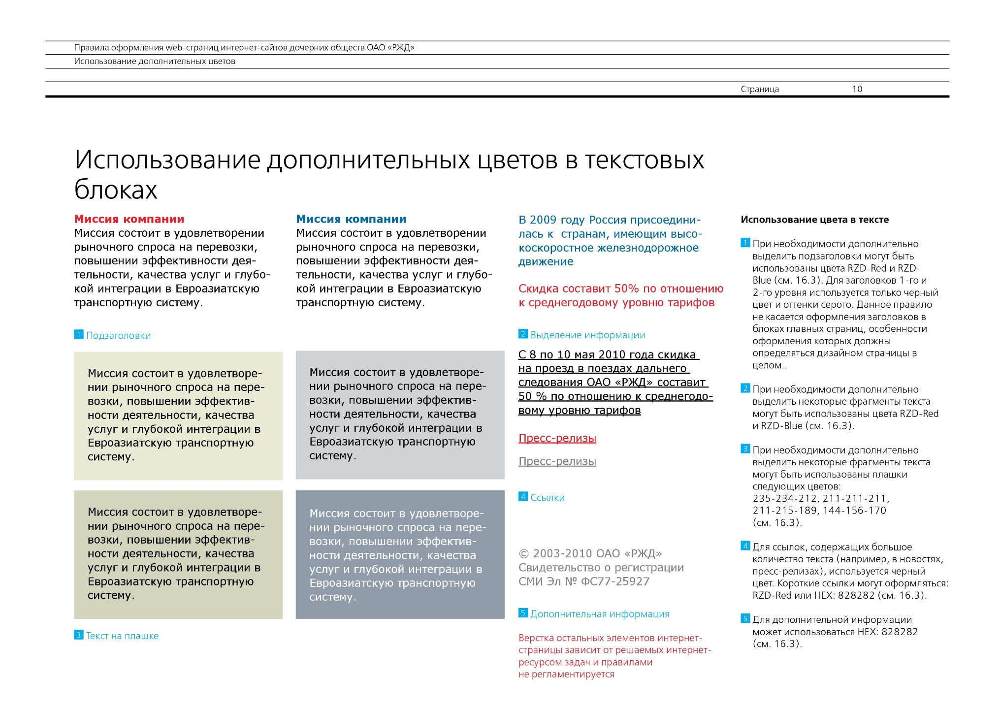 Правила оформления web-страниц интернет-сайтов дочерних обществ ОАО «РЖД»
Использование дополнительных цветов
Страница 10
Использование дополнительных цветов в текстовых
блоках
Миссия компании
Миссия состоит в удовлетворении
рыночного спроса на перевозки,
повышении эффективности дея-
тельности, качества услуг и глубо-
кой интеграции в Евроазиатскую
транспортную систему.
Миссия компании
Миссия состоит в удовлетворении
рыночного спроса на перевозки,
повышении эффективности дея-
тельности, качества услуг и глубо-
кой интеграции в Евроазиатскую
транспортную систему.
1 Подзаголовки
Миссия состоит в удовлетворе-
нии рыночного спроса на пере-
возки, повышении эффектив-
ности деятельности, качества
услуг и глубокой интеграции в
Евроазиатскую транспортную
систему.
Миссия состоит в удовлетворе-
нии рыночного спроса на пере-
возки, повышении эффектив-
ности деятельности, качества
услуг и глубокой интеграции в
Евроазиатскую транспортную
систему.
Миссия состоит в удовлетворе-
нии рыночного спроса на пере-
возки, повышении эффектив-
ности деятельности, качества
услуг и глубокой интеграции в
Евроазиатскую транспортную
систему.
Миссия состоит в удовлетворе-
нии рыночного спроса на пере-
возки, повышении эффектив-
ности деятельности, качества
услуг и глубокой интеграции в
Евроазиатскую транспортную
систему.
3 Текст на плашке
В 2009 году Россия присоедини-
лась к странам, имеющим высо-
коскоростное железнодорожное
движение
Скидка составит 50% по отношению
к среднегодовому уровню тарифов
2 Выделение информации
С 8 по 10 мая 2010 года скидка
на проезд в поездах дальнего
следования ОАО «РЖД» составит
50 % по отношению к среднегодо-
вому уровню тарифов
Пресс-релизы
Пресс-релизы
4 Ссылки
© 2003-2010 ОАО «РЖД»
Свидетельство о регистрации
СМИ Эл № ФС77-25927
5 Дополнительная информация
Верстка остальных элементов интернет-
страницы зависит от решаемых интернет-
ресурсом задач и правилами
не регламентируется
Использование цвета в тексте
1 При необходимости дополнительно
выделить подзаголовки могут быть
использованы цвета RZD-Red и RZD-
Blue (см. 16.3). Для заголовков 1-го и
2-го уровня используется только черный
цвет и оттенки серого. Данное правило
не касается оформления заголовков в
блоках главных страниц, особенности
оформления которых должны
определяться дизайном страницы в
целом..
2 При необходимости дополнительно
выделить некоторые фрагменты текста
могут быть использованы цвета RZD-Red
и RZD-Blue (см. 16.3).
3 При необходимости дополнительно
выделить некоторые фрагменты текста
могут быть использованы плашки
следующих цветов:
235-234-212, 211-211-211,
211-215-189, 144-156-170
(см. 16.3).
4 Для ссылок, содержащих большое
количество текста (например, в новостях,
пресс-релизах), используется черный
цвет. Короткие ссылки могут оформляться:
RZD-Red или HEX: 828282 (см. 16.3).
5 Для дополнительной информации
может использоваться HEX: 828282
(см. 16.3).